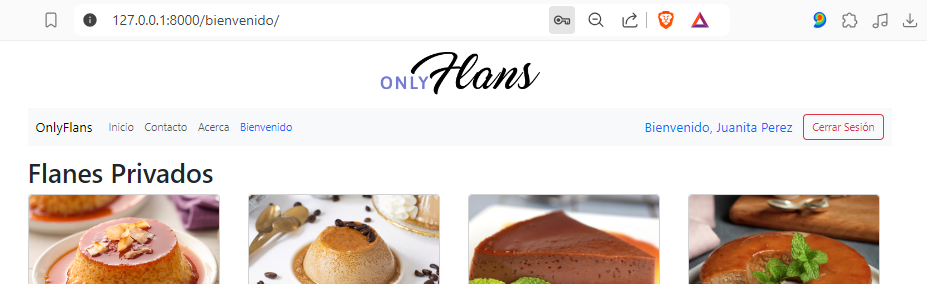 127.0.0.1:8000/bienvenido/
ONLY Flans
OnlyFlans Inicio Contacto Acerca Bienvenido Bienvenido, Juanita Perez Cerrar Sesión
Flanes Privados